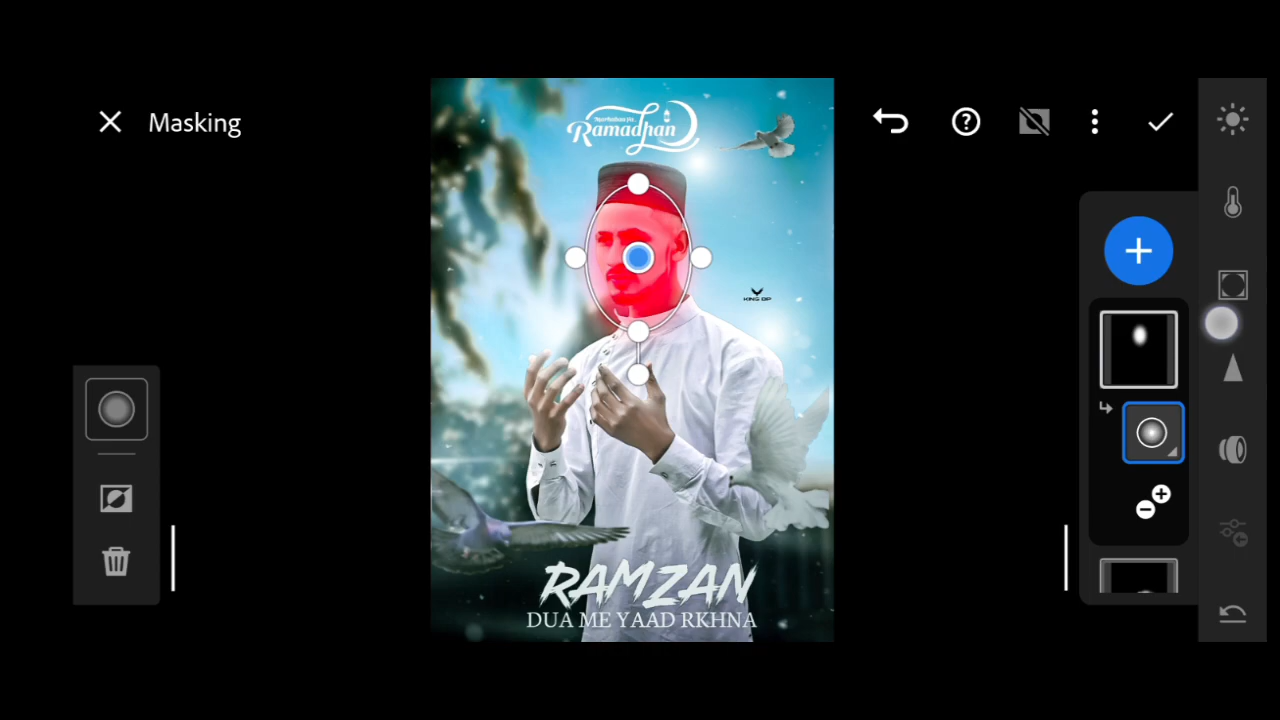 Masking
Ramadhan
KING DP
RAMZAN
DUA ME YAAD RKHNA